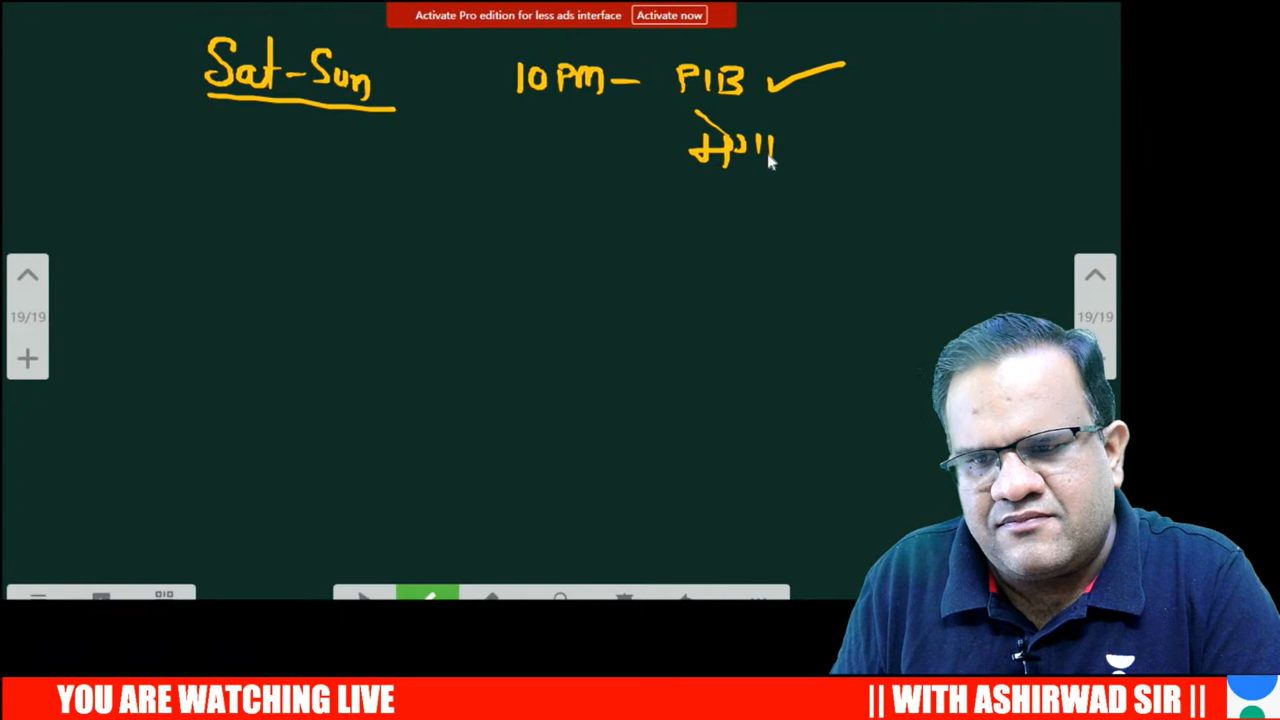 Activate Pro edition for less ads interface Activate now
Sat-Sun 10 PM - PIB
19/19 19/19
YOU ARE WATCHING LIVE || WITH ASHIRWAD SIR ||